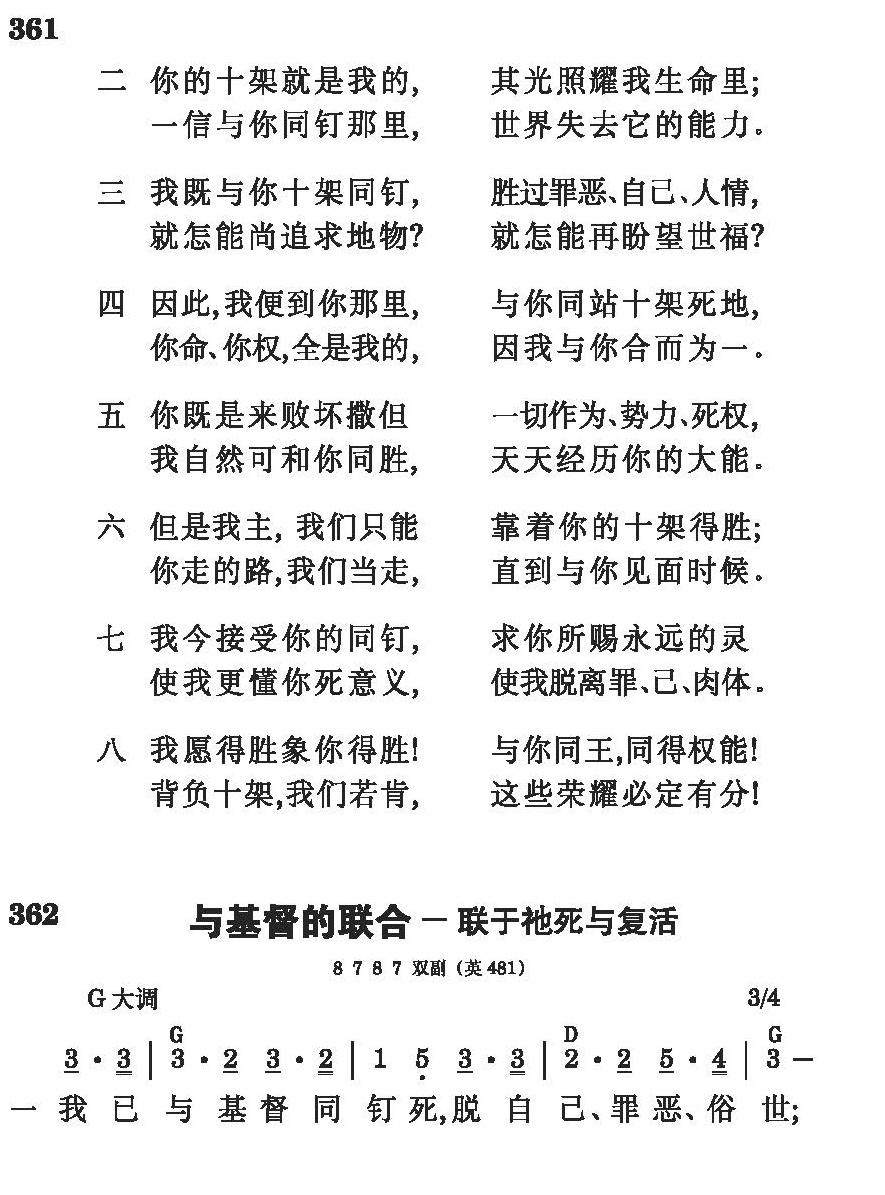 361
二 你的十架就是我的, 其光照耀我生命里;
一信与你同钉那里, 世界失去它的能力。
三 我既与你十架同钉, 胜过罪恶、自己、人情,
就怎能尚追求地物? 就怎能再盼望世福?
四 因此,我便到你那里, 与你同站十架死地,
你命、你权,全是我的, 因我与你合而为一。
五 你既是来败坏撒但 一切作为、势力、死权,
我自然可和你同胜, 天天经历你的大能。
六 但是我主, 我们只能 靠着你的十架得胜;
你走的路,我们当走, 直到与你见面时候。
七 我今接受你的同钉, 求你所赐永远的灵
使我更懂你死意义, 使我脱离罪、己、肉体。
八 我愿得胜象你得胜! 与你同王,同得权能!
背负十架,我们若肯, 这些荣耀必定有分!
362 与基督的联合 — 联于祂死与复活
8 7 8 7 双副 (英 481)
G 大调 3/4
G D G
3 · 3 | 3 · 2 3 · 2 | 1 5 3 · 3 | 2 · 2 5 · 4 | 3 —
一 我 已 与 基 督 同 钉 死, 脱 自 己、罪 恶、俗 世;